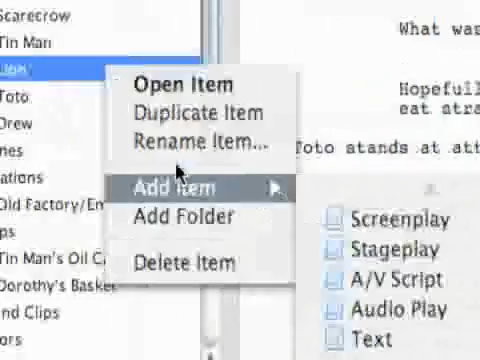 Scarecrow
Tin Man
Lion
Toto
Drew
nes
ations
Old Factory/Em
ps
Tin Man's Oil C
Dorothy's Basket
nd Clips
ors
Open Item
Duplicate Item
Rename Item...
Add Item
Add Folder
Delete Item
What was
Hopefull
eat stra
Toto stands at att
Screenplay
Stageplay
A/V Script
Audio Play
Text